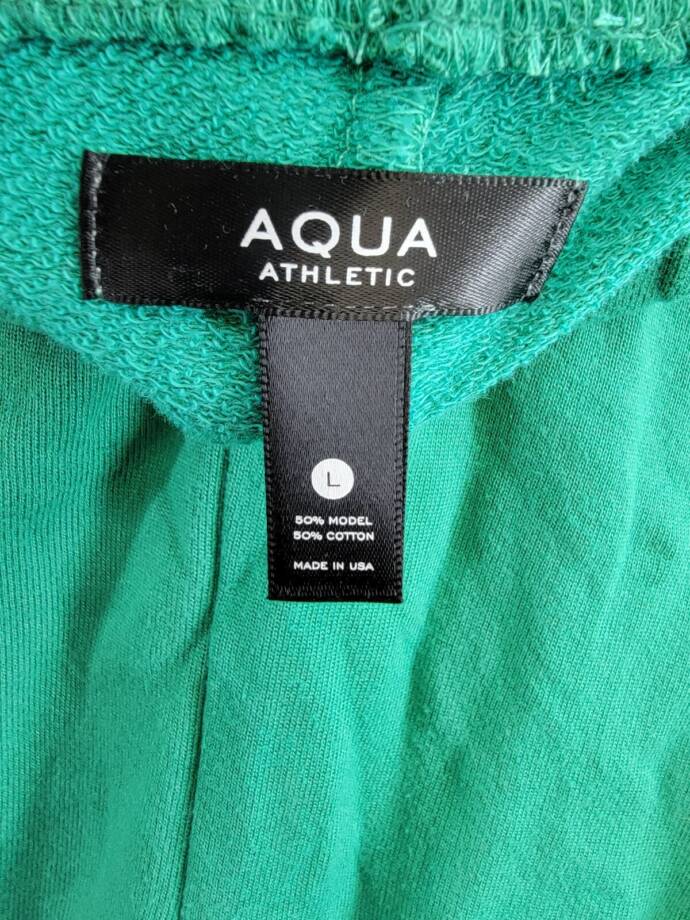 AQUA
ATHLETIC
L
50% MODEL
50% COTTON
MADE IN USA